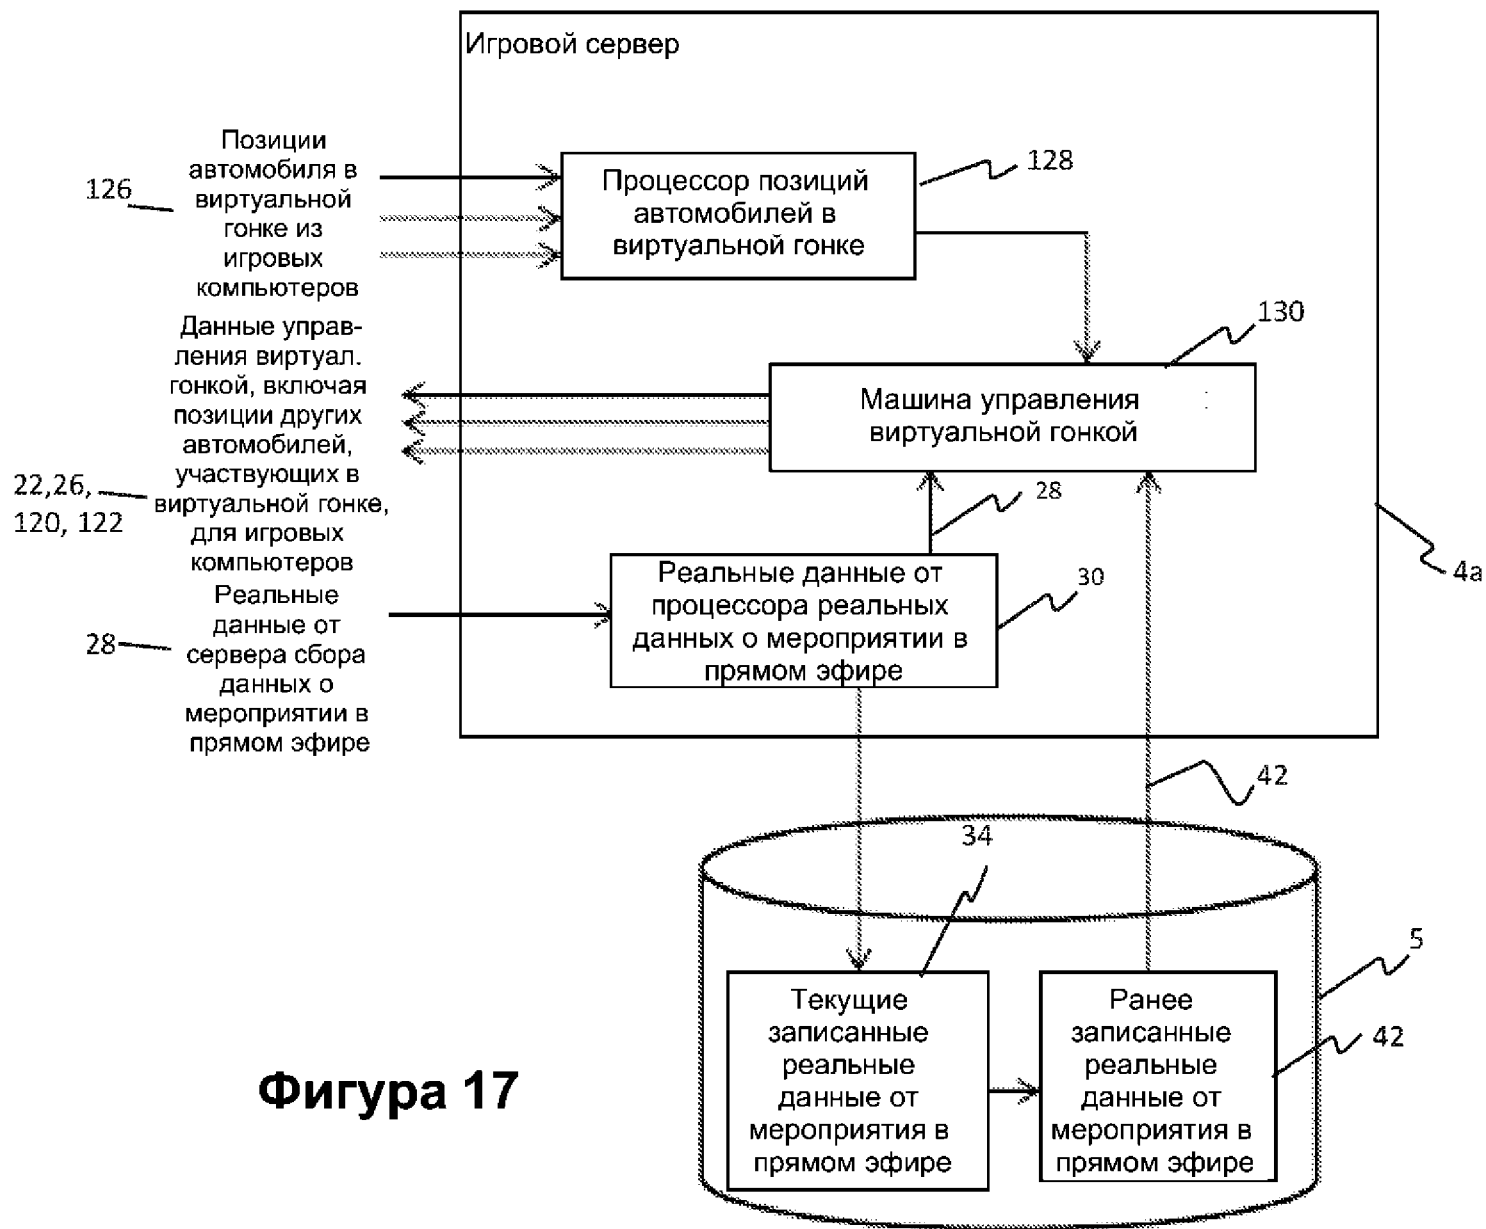 Игровой сервер
Позиции
автомобиля в
виртуальной
гонке из
игровых
компьютеров
126
Процессор позиций
автомобилей в
виртуальной гонке
128
Данные управ-
ления виртуал.
гонкой, включая
позиции других
автомобилей,
участвующих в
виртуальной гонке,
для игровых
компьютеров
22,26,
120, 122
130
Машина управления
виртуальной гонкой
28
4a
Реальные
данные от
сервера сбора
данных о
мероприятии в
прямом эфире
28
Реальные данные от
процессора реальных
данных о мероприятии в
прямом эфире
30
42
34
5
Текущие
записанные
реальные
данные от
мероприятия в
прямом эфире
Ранее
записанные
реальные
данные от
мероприятия в
прямом эфире
42
Фигура 17